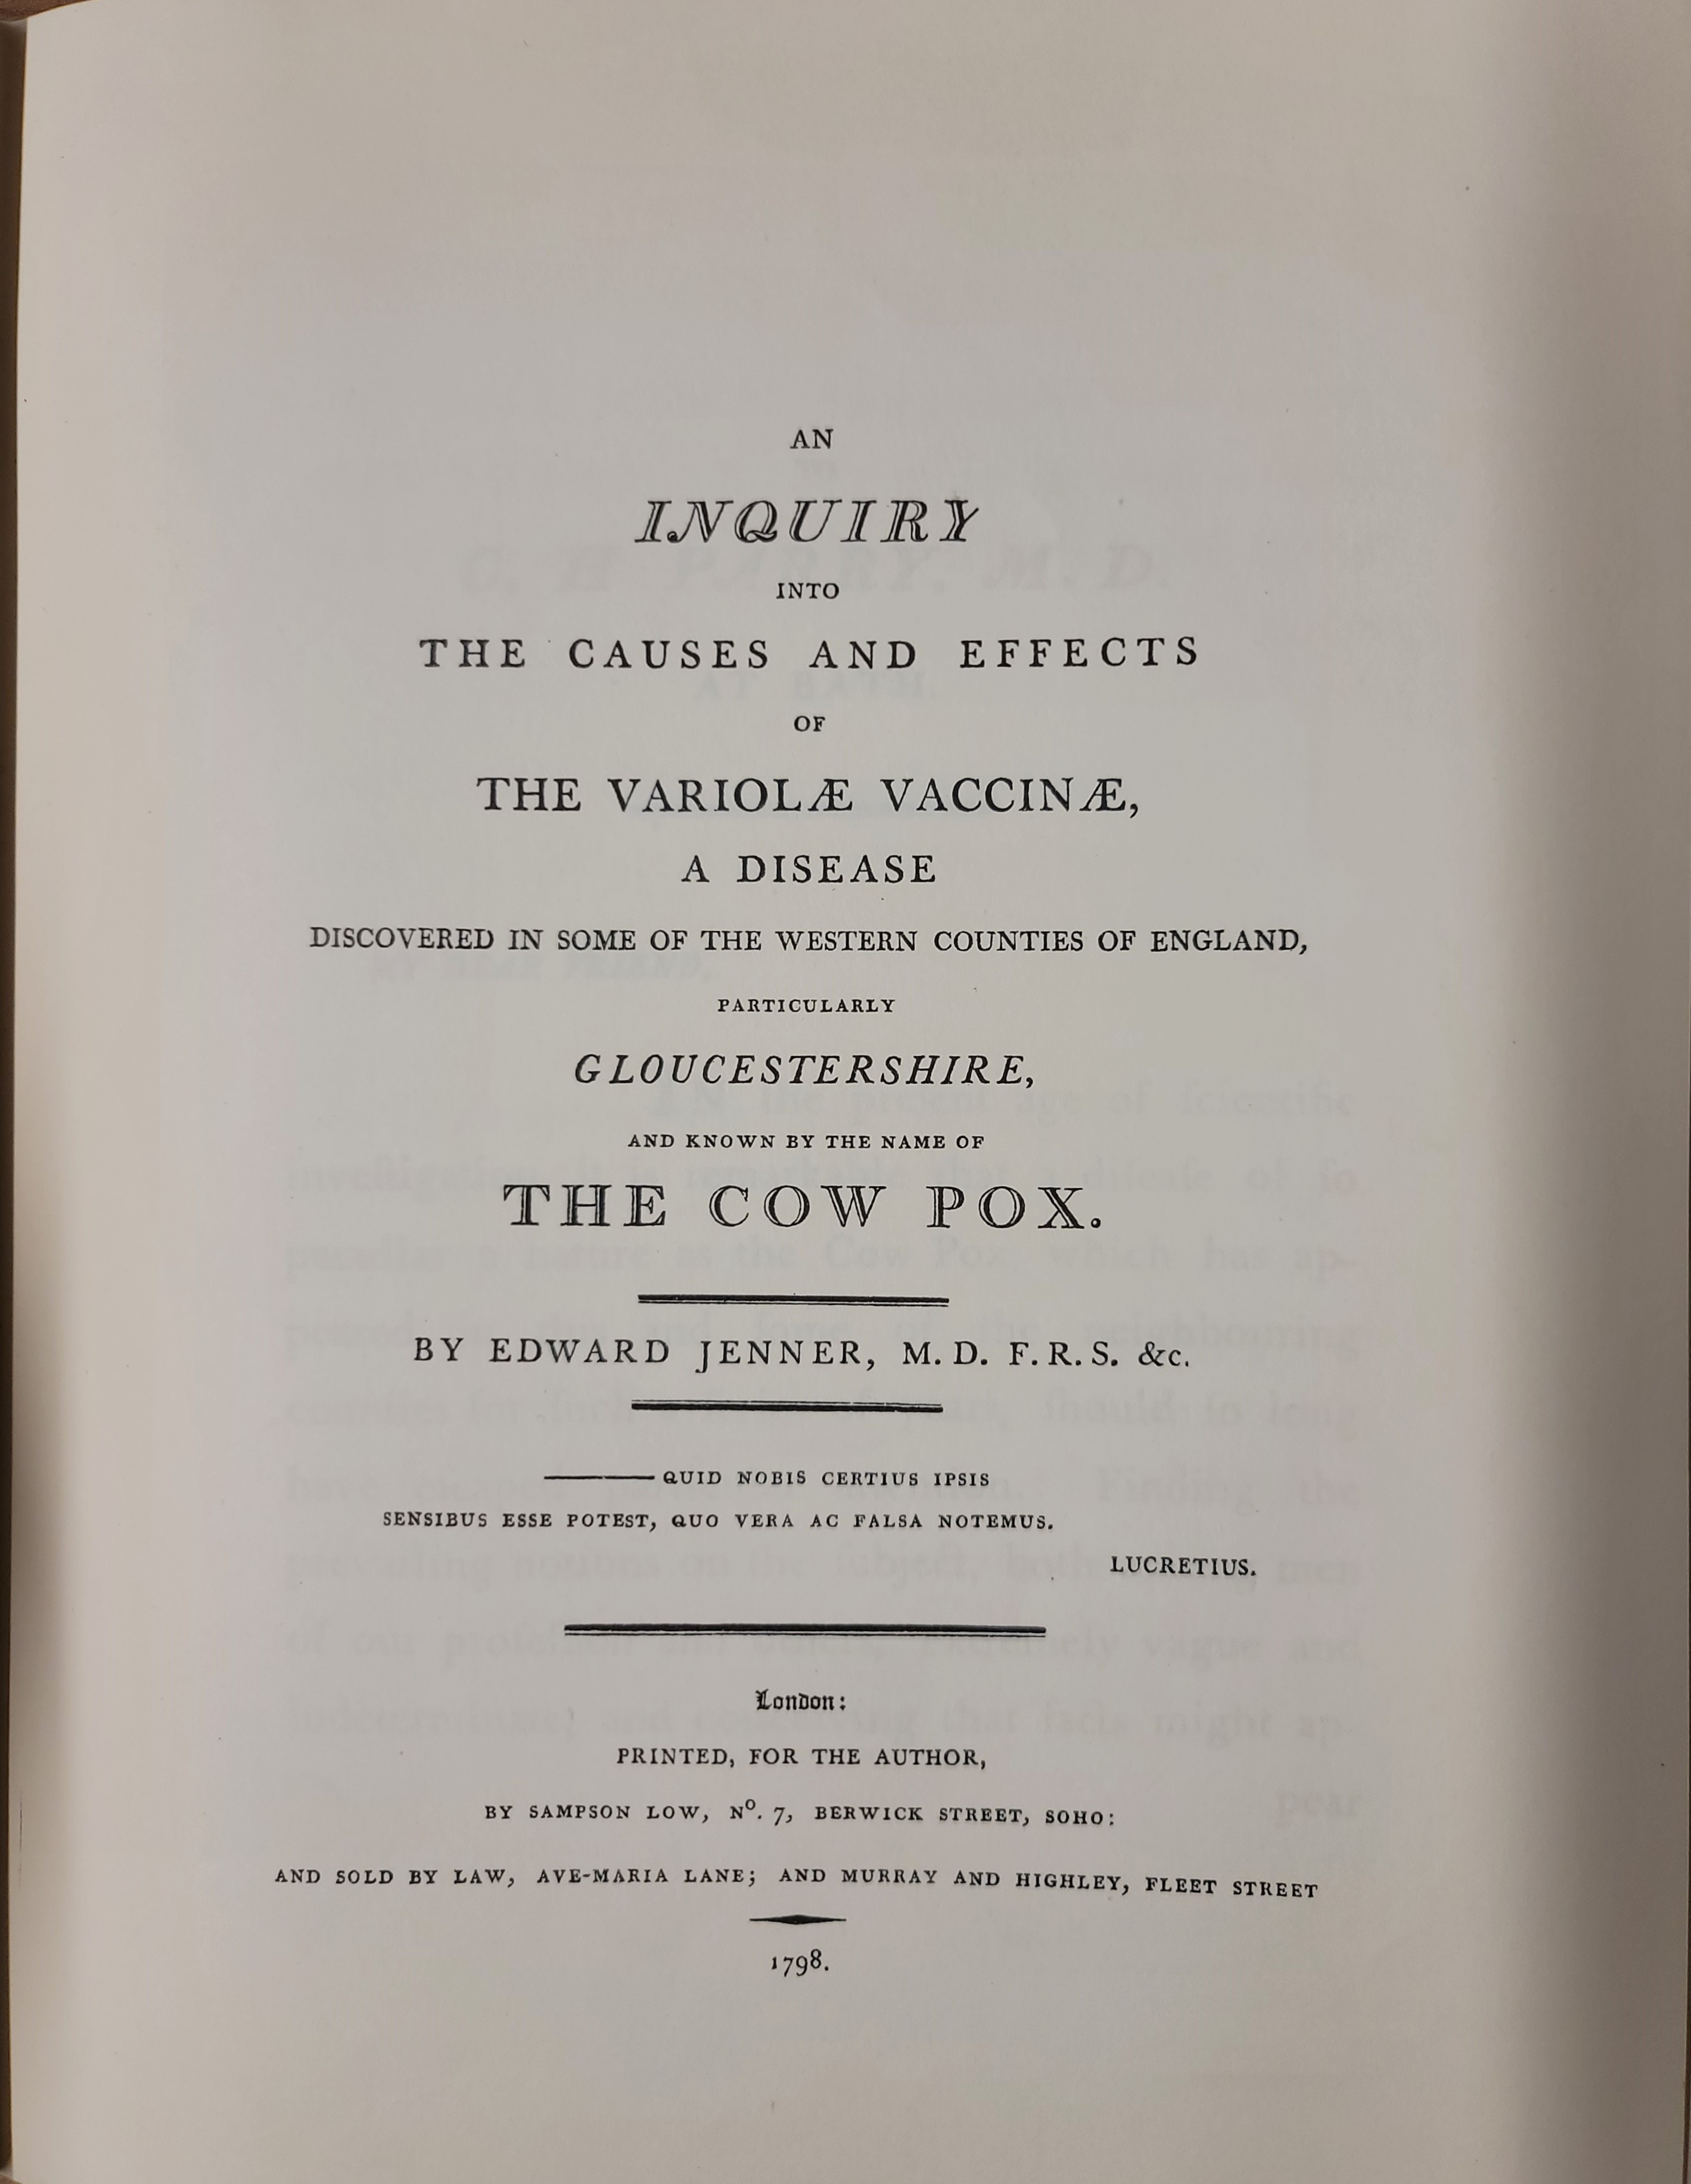 AN
INQUIRY
INTO
THE CAUSES AND EFFECTS
OF
THE VARIOLÆ VACCINÆ,
A DISEASE
DISCOVERED IN SOME OF THE WESTERN COUNTIES OF ENGLAND,
PARTICULARLY
GLOUCESTERSHIRE,
AND KNOWN BY THE NAME OF
THE COW POX.
BY EDWARD JENNER, M. D. F. R. S. &c.
———QUID NOBIS CERTIUS IPSIS
SENSIBUS ESSE POTEST, QUO VERA AC FALSA NOTEMUS.
LUCRETIUS.
London:
PRINTED, FOR THE AUTHOR,
BY SAMPSON LOW, Nº. 7, BERWICK STREET, SOHO:
AND SOLD BY LAW, AVE-MARIA LANE; AND MURRAY AND HIGHLEY, FLEET STREET
1798.